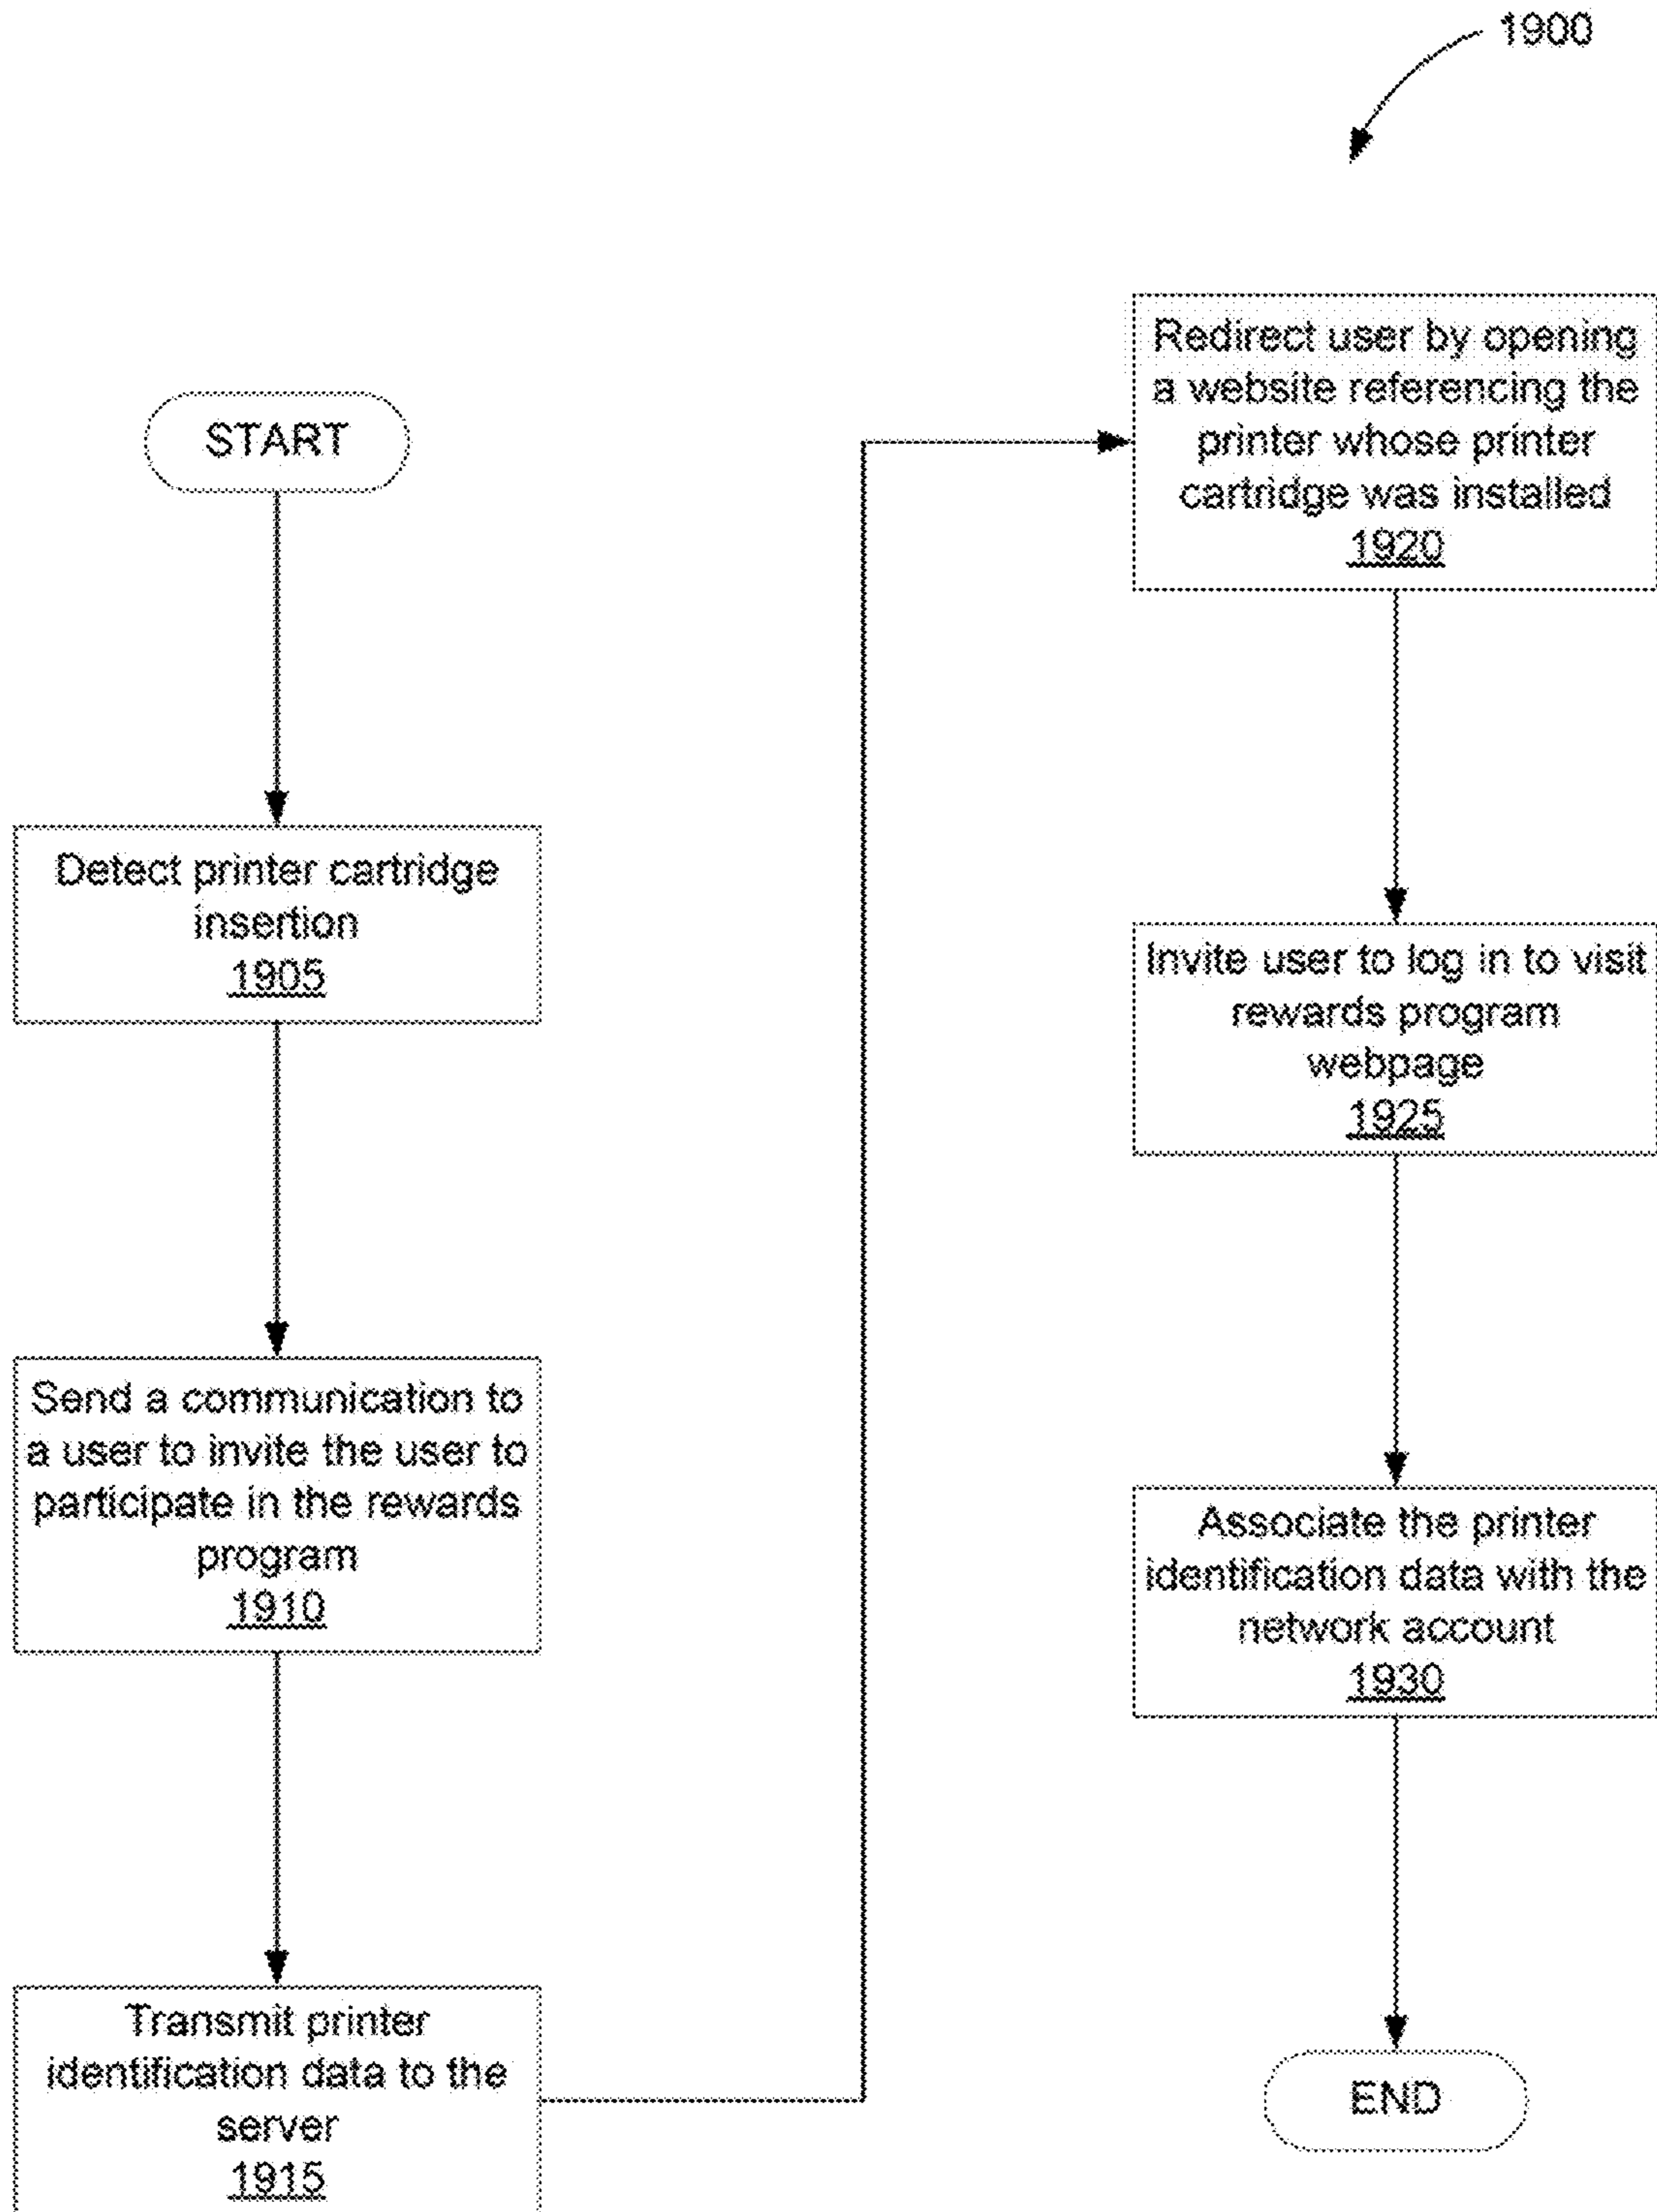 1900
START
Detect printer cartridge
insertion
1905
Send a communication to
a user to invite the user to
participate in the rewards
program
1910
Transmit printer
identification data to the
server
1915
Redirect user by opening
a website referencing the
printer whose printer
cartridge was installed
1920
Invite user to log in to visit
rewards program
webpage
1925
Associate the printer
identification data with the
network account
1930
END